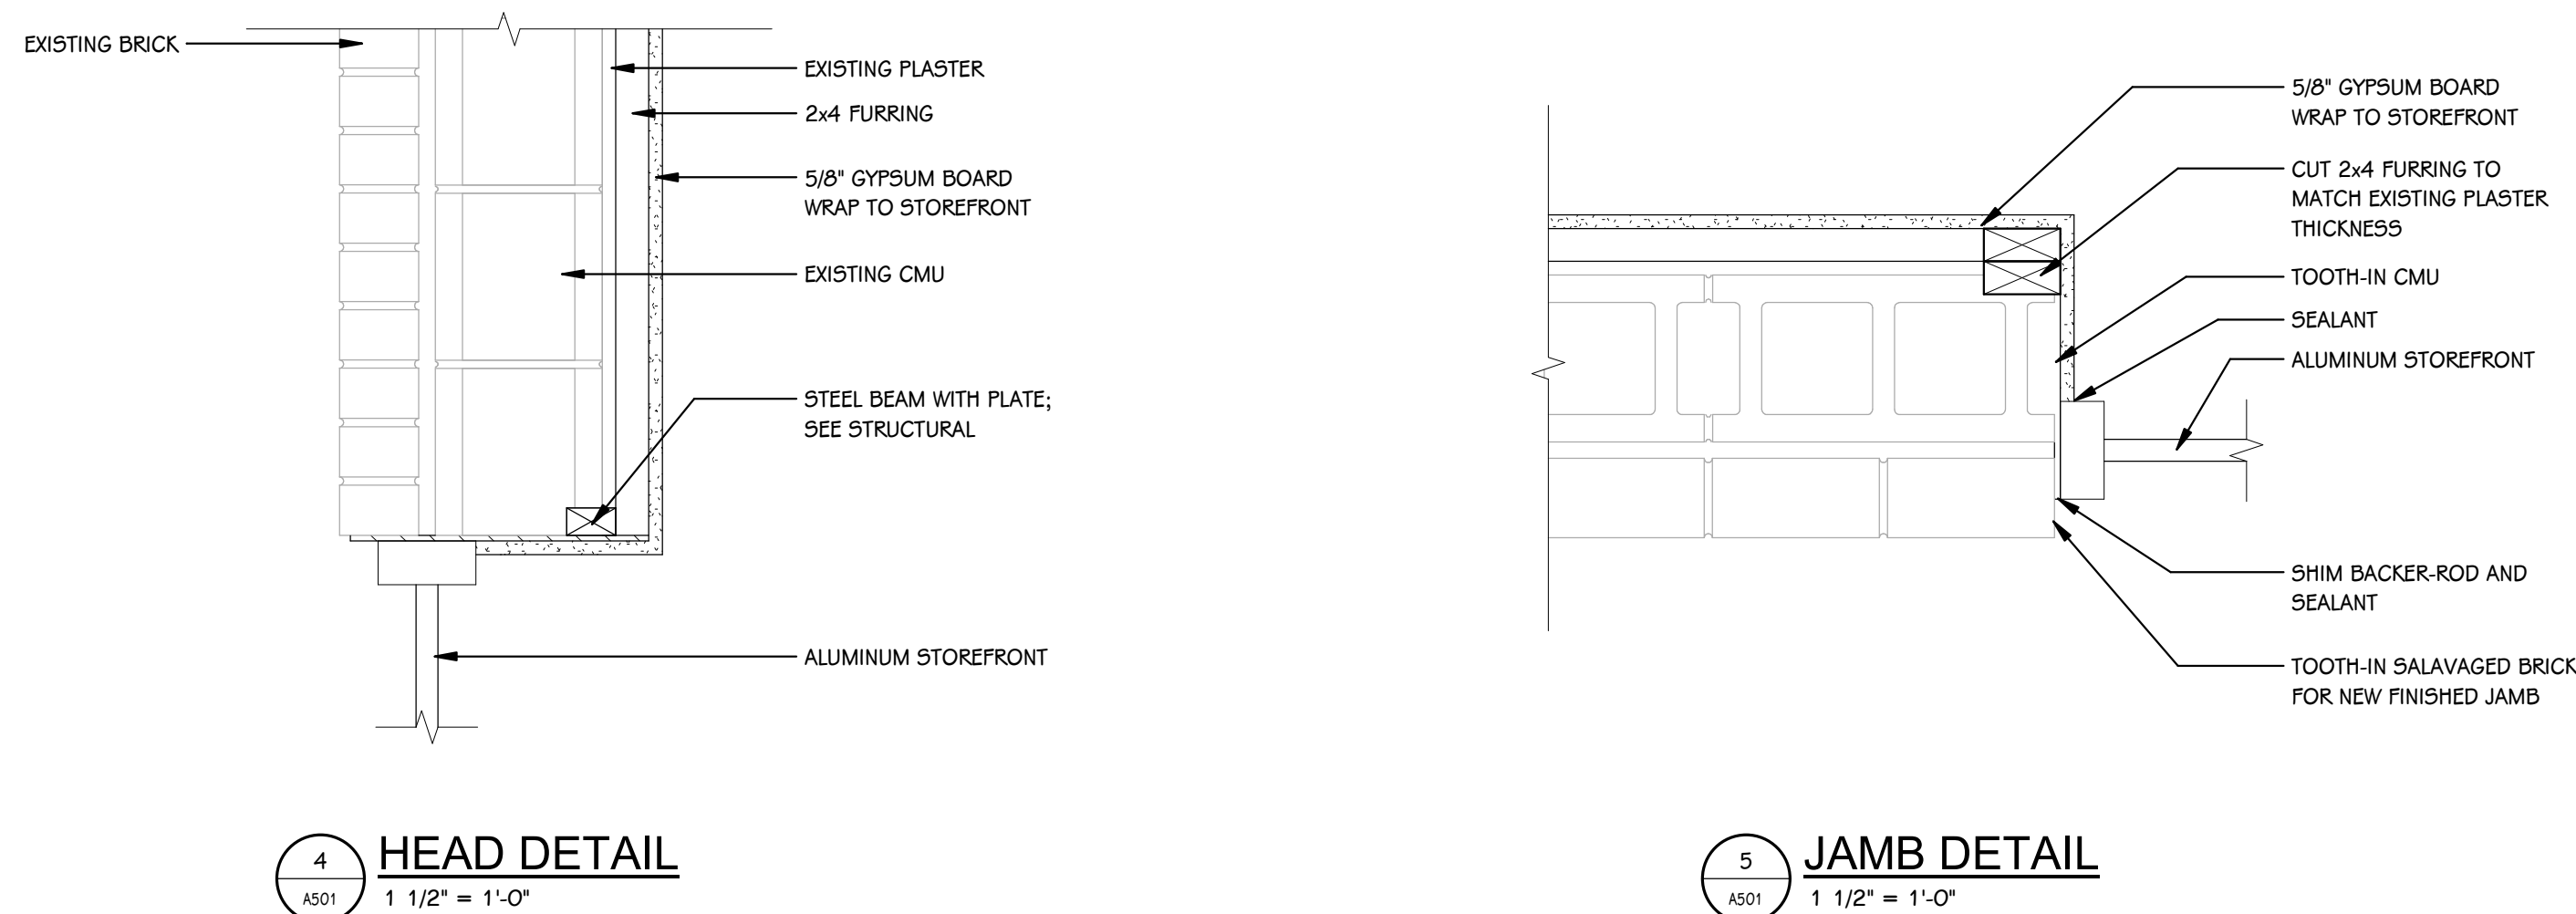 EXISTING BRICK
EXISTING PLASTER
2x4 FURRING
5/8" GYPSUM BOARD
WRAP TO STOREFRONT
EXISTING CMU
STEEL BEAM WITH PLATE;
SEE STRUCTURAL
ALUMINUM STOREFRONT
4
A501
HEAD DETAIL
1 1/2" = 1'-0"
5/8" GYPSUM BOARD
WRAP TO STOREFRONT
CUT 2x4 FURRING TO
MATCH EXISTING PLASTER
THICKNESS
TOOTH-IN CMU
SEALANT
ALUMINUM STOREFRONT
SHIM BACKER-ROD AND
SEALANT
TOOTH-IN SALAVAGED BRICK
FOR NEW FINISHED JAMB
5
A501
JAMB DETAIL
1 1/2" = 1'-0"